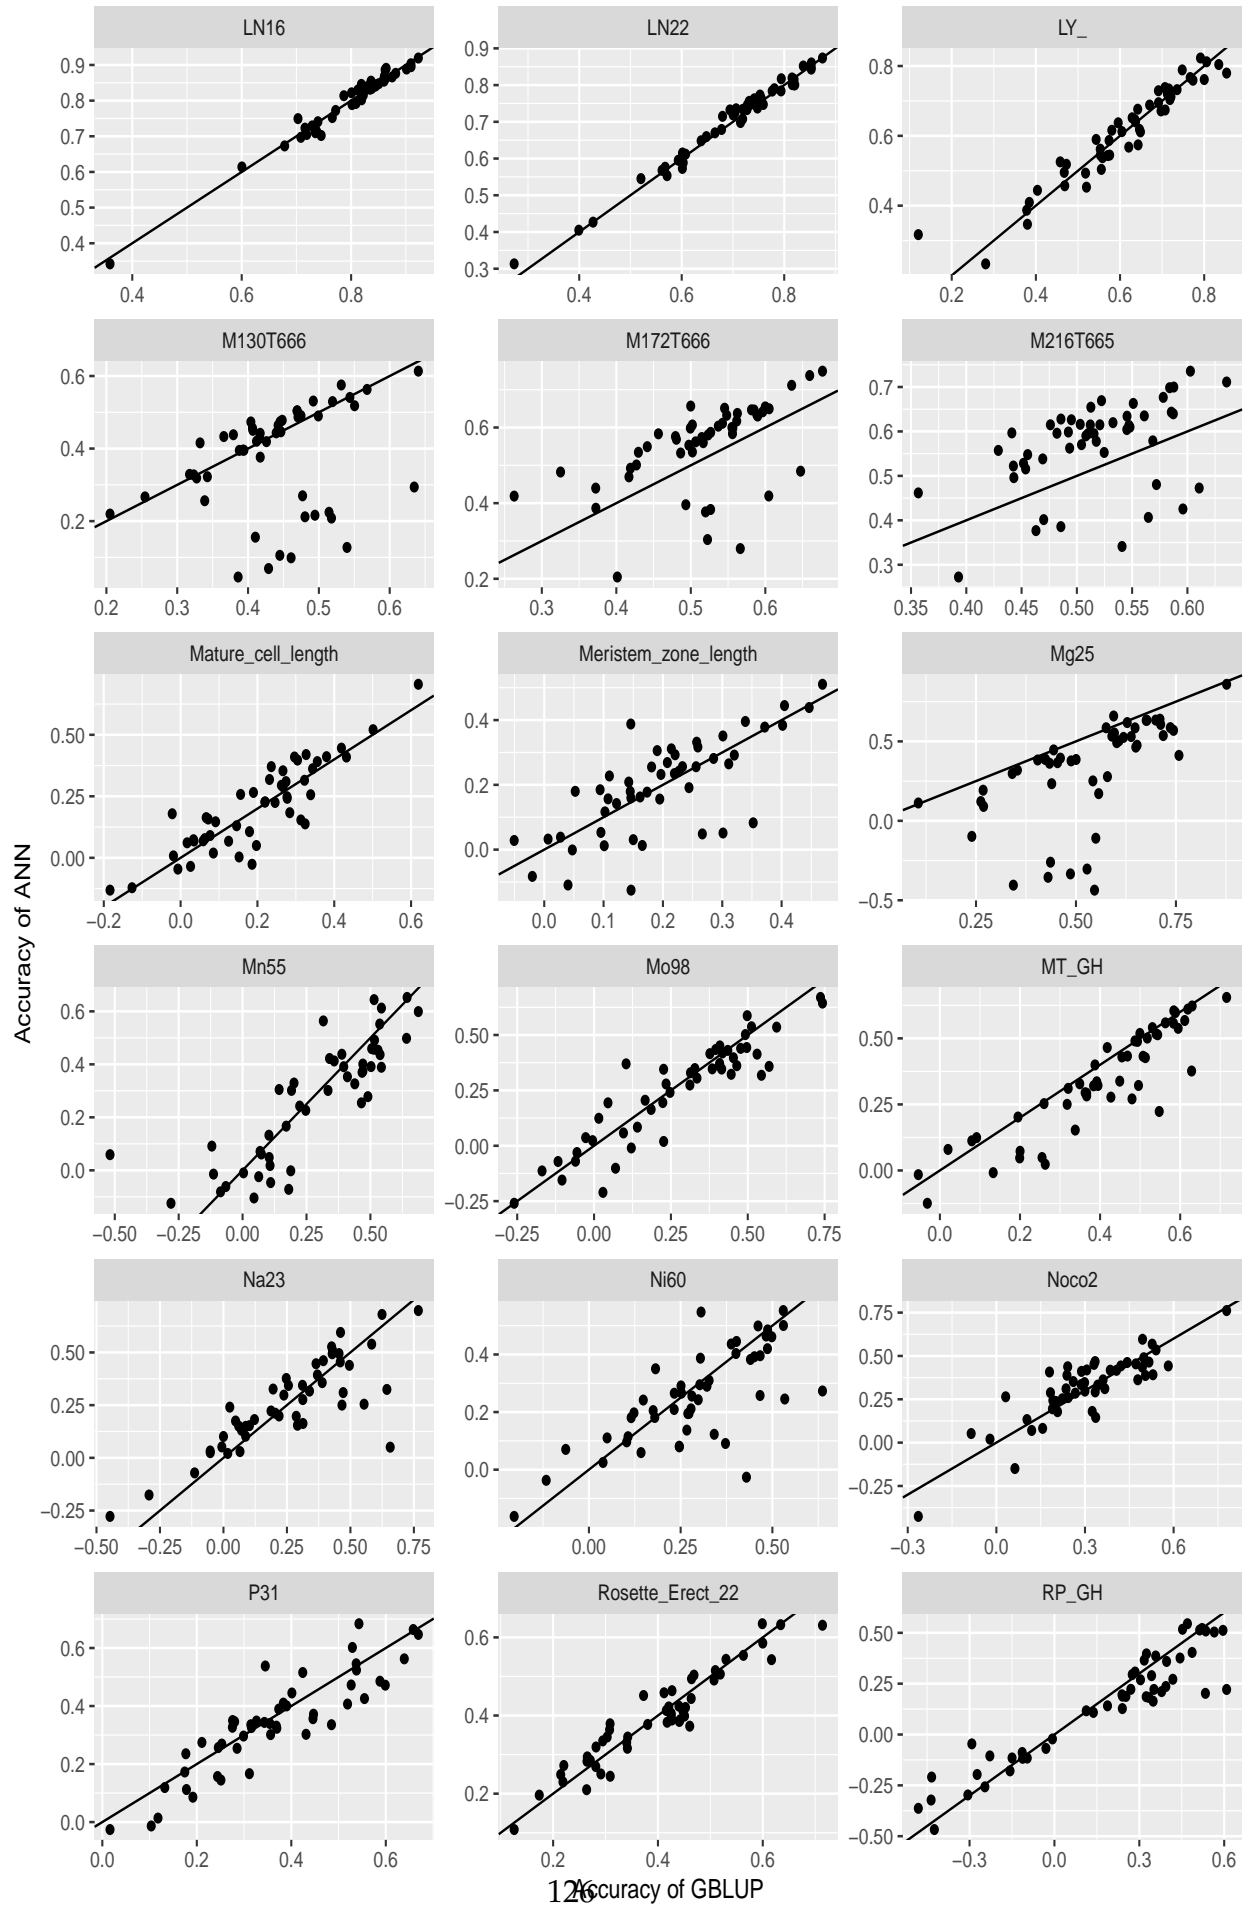 LN16 LN22 LY_
0.9 0.9
0.8 0.8 0.8
0.7 0.7
0.6 0.6 0.6
0.5 0.5
0.4 0.4 0.4
0.3
0.4 0.6 0.8 0.4 0.6 0.8 0.2 0.4 0.6 0.8
M130T666 M172T666 M216T665
0.6 0.6 0.7
0.6
0.4 0.4 0.5
0.4
0.2 0.2 0.3
0.2 0.3 0.4 0.5 0.6 0.3 0.4 0.5 0.6 0.35 0.40 0.45 0.50 0.55 0.60
Mature_cell_length Meristem_zone_length Mg25
0.50 0.4 0.5
0.25 0.2 0.0
0.00 0.0 −0.5
−0.2 0.0 0.2 0.4 0.6 0.0 0.1 0.2 0.3 0.4 0.25 0.50 0.75
Accuracy of ANN
Mn55 Mo98 MT_GH
0.6 0.50 0.50
0.4 0.25 0.25
0.2 0.00 0.00
0.0 −0.25
−0.50 −0.25 0.00 0.25 0.50 −0.25 0.00 0.25 0.50 0.75 0.0 0.2 0.4 0.6
Na23 Ni60 Noco2
0.75
0.50 0.4 0.50
0.25 0.2 0.25
0.00 0.0 0.00
−0.25 −0.25
−0.50 −0.25 0.00 0.25 0.50 0.75 0.00 0.25 0.50 −0.3 0.0 0.3 0.6
P31 Rosette_Erect_22 RP_GH
0.6 0.6 0.50
0.4 0.4 0.25
0.2 0.2 0.00
0.0 −0.25
−0.50
0.0 0.2 0.4 0.6 0.2 0.4 0.6 −0.3 0.0 0.3 0.6
Accuracy of GBLUP
126